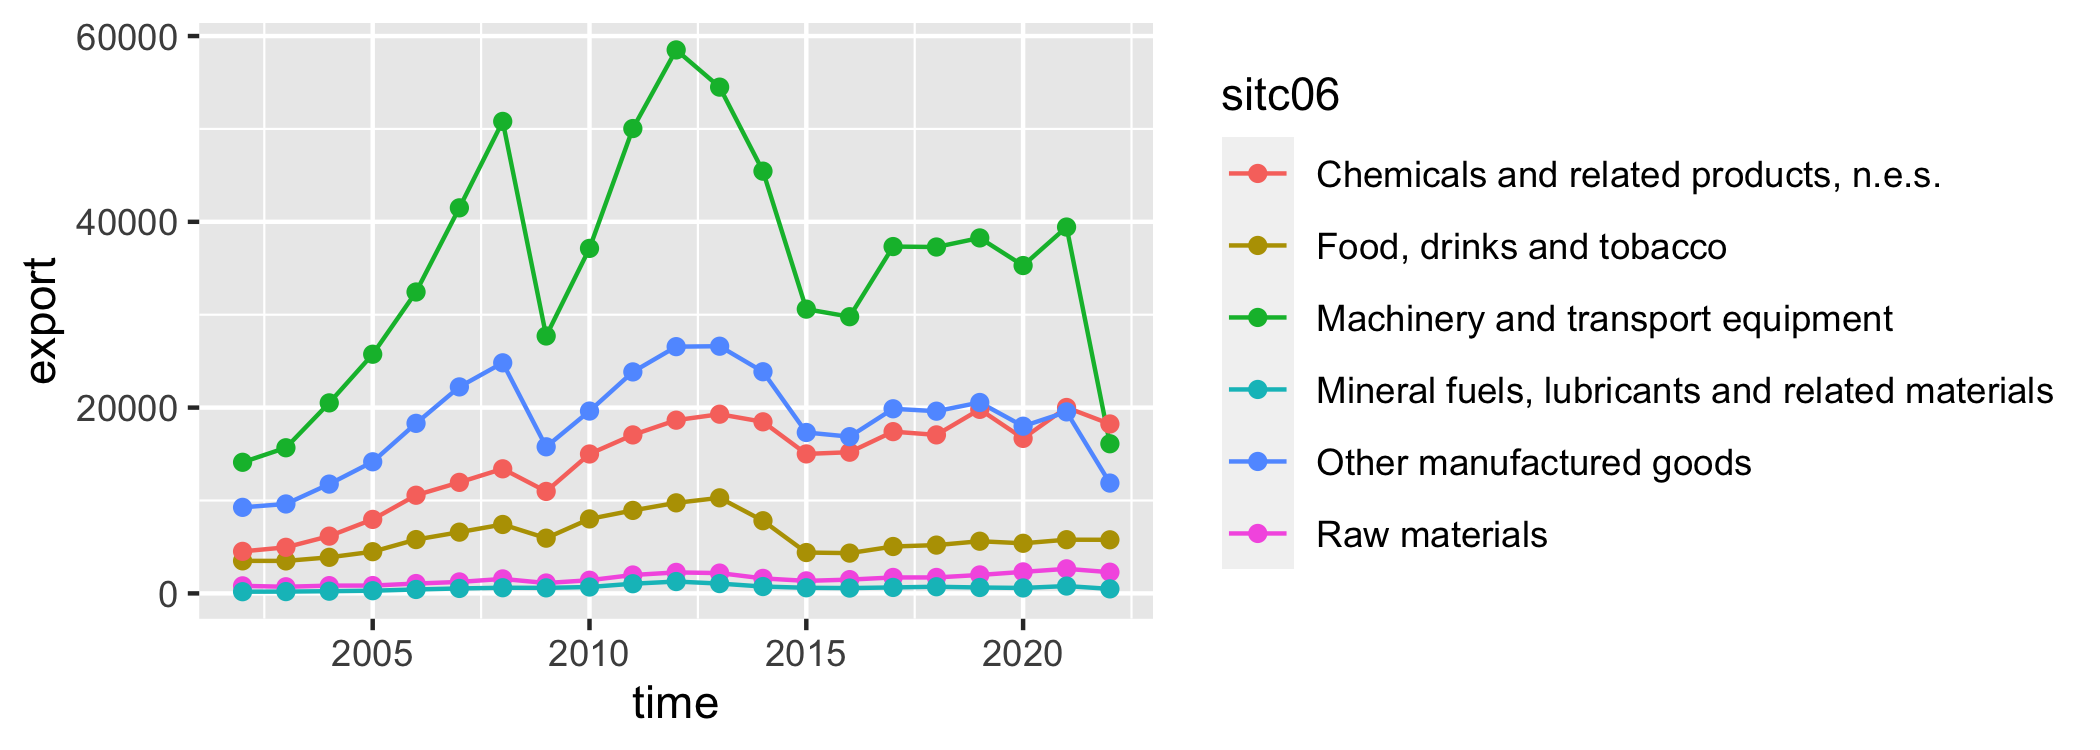 60000
40000
20000
0
export
2005
2010
2015
2020
time
sitc06
Chemicals and related products, n.e.s.
Food, drinks and tobacco
Machinery and transport equipment
Mineral fuels, lubricants and related materials
Other manufactured goods
Raw materials